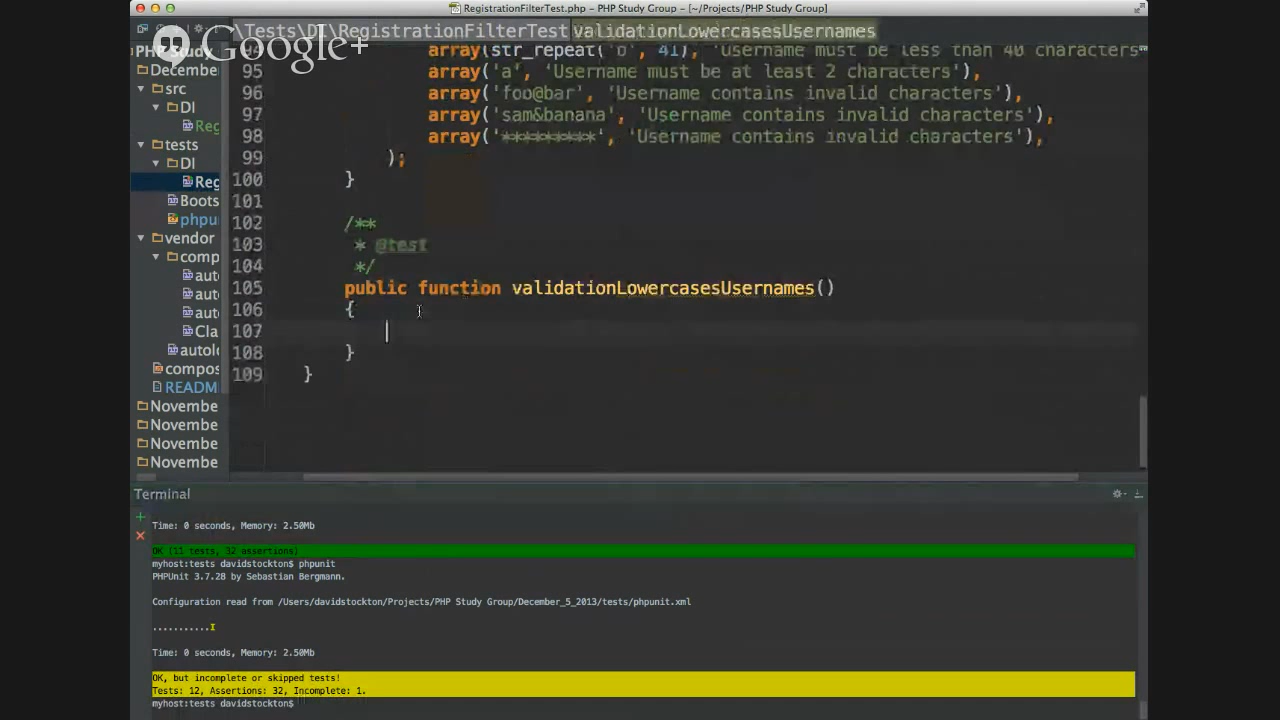 RegistrationFilterTest.php - PHP Study Group - [~/Projects/PHP Study Group]
\Tests\DI\RegistrationFilterTest validationLowercasesUsernames
Google+
PHP Study
94 array(str_repeat('b', 41), 'Username must be less than 40 characters'
December
95 array('a', 'Username must be at least 2 characters'),
src
96 array('foo@bar', 'Username contains invalid characters'),
DI
97 array('sam&banana', 'Username contains invalid characters'),
Reg
98 array('*********', 'Username contains invalid characters'),
tests
99 );
DI
100 }
Reg
101
Boots
102 /**
phpu
103 * @test
vendor
104 */
comp
105 public function validationLowercasesUsernames()
auto
106 {
auto
107
auto
108 }
Cla
109 }
autolo
compos
README
Novembe
Novembe
Novembe
Novembe
Terminal
Time: 0 seconds, Memory: 2.50Mb
OK (11 tests, 32 assertions)
myhost:tests davidstockton$ phpunit
PHPUnit 3.7.28 by Sebastian Bergmann.
Configuration read from /Users/davidstockton/Projects/PHP Study Group/December_5_2013/tests/phpunit.xml
...........I
Time: 0 seconds, Memory: 2.50Mb
OK, but incomplete or skipped tests!
Tests: 12, Assertions: 32, Incomplete: 1.
myhost:tests davidstockton$